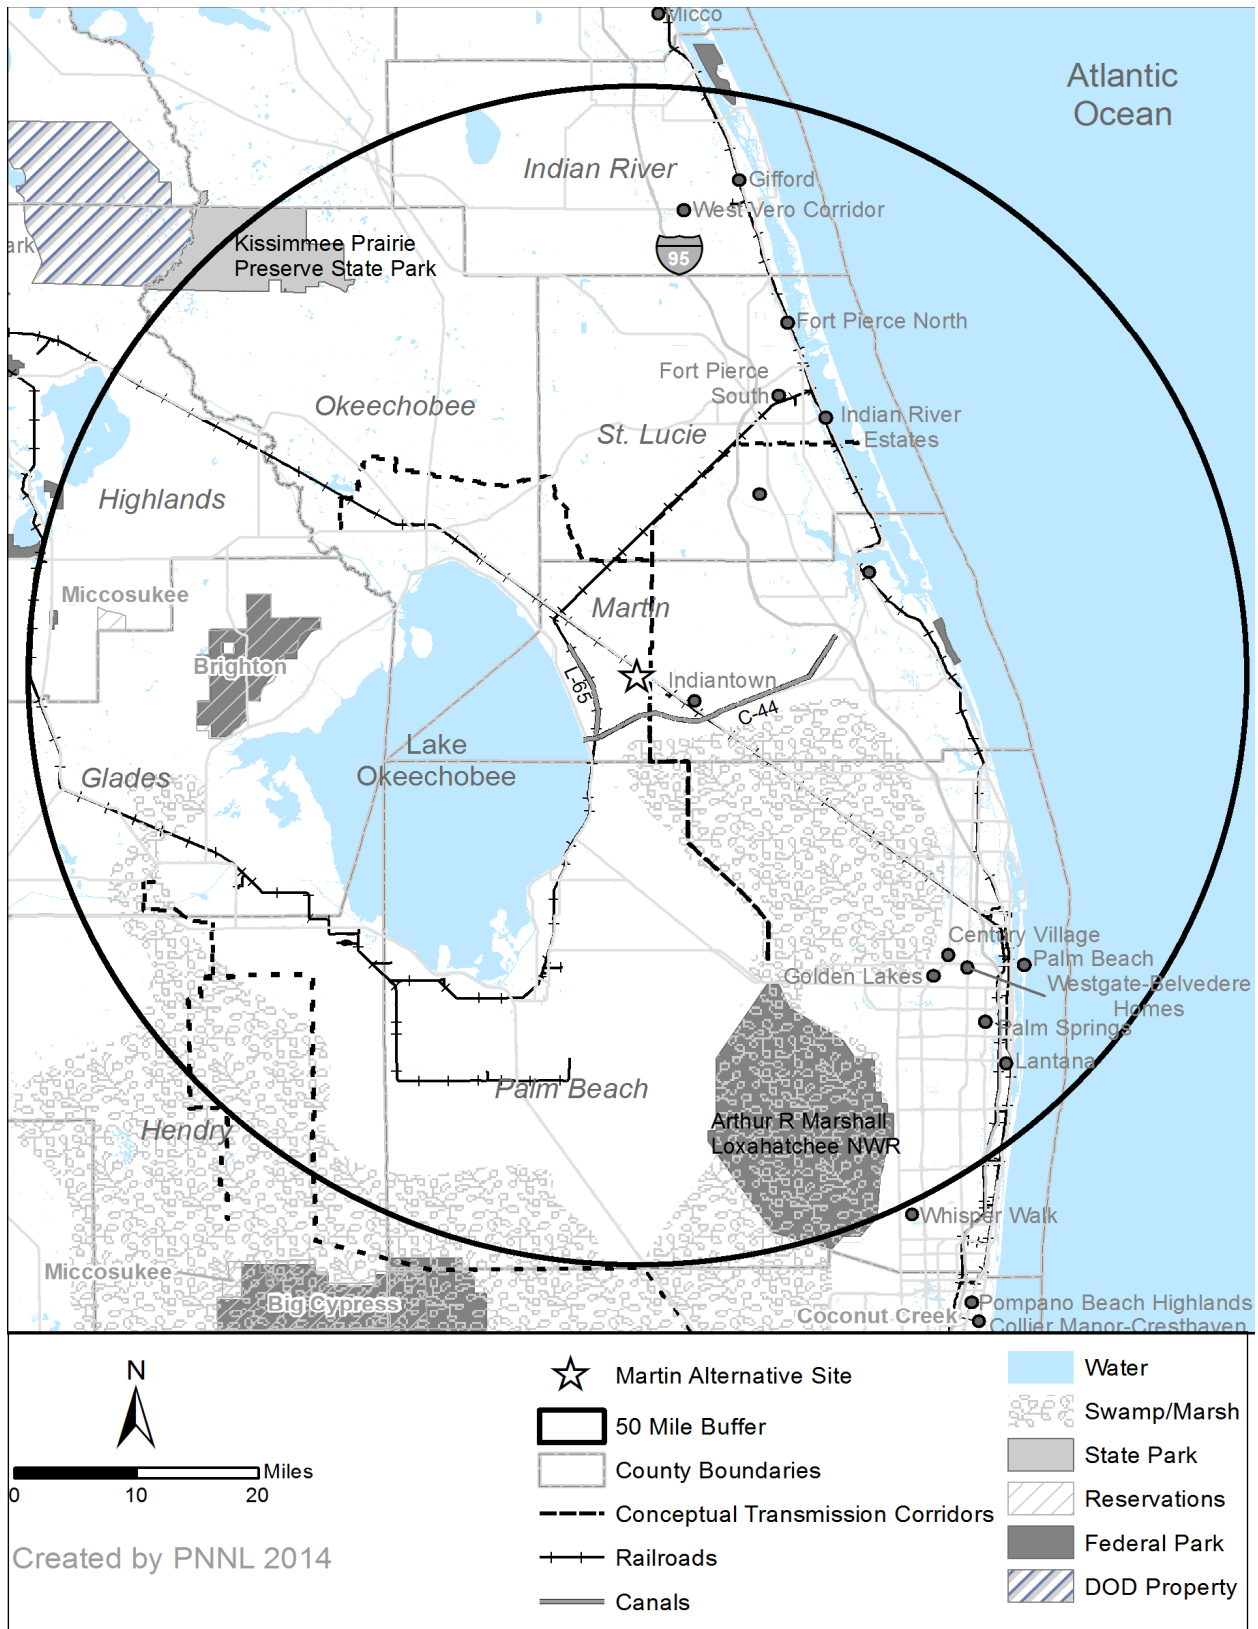 Micco
Atlantic
Ocean
Indian River
Gifford
West Vero Corridor
ark
Kissimmee Prairie
Preserve State Park
95
Fort Pierce North
Fort Pierce
South
Okeechobee
St. Lucie
Indian River
Estates
Highlands
Miccosukee
Martin
Brighton
L-65
Indiantown
C-44
Lake
Okeechobee
Glades
Century Village
Palm Beach
Golden Lakes
Westgate-Belvedere
Homes
Palm Springs
Lantana
Palm Beach
Arthur R Marshall
Loxahatchee NWR
Hendry
Whisper Walk
Miccosukee
Big Cypress
Coconut Creek
Pompano Beach Highlands
Collier Manor-Cresthaven
N
Miles
0 10 20
Created by PNNL 2014
Martin Alternative Site
50 Mile Buffer
County Boundaries
Conceptual Transmission Corridors
Railroads
Canals
Water
Swamp/Marsh
State Park
Reservations
Federal Park
DOD Property